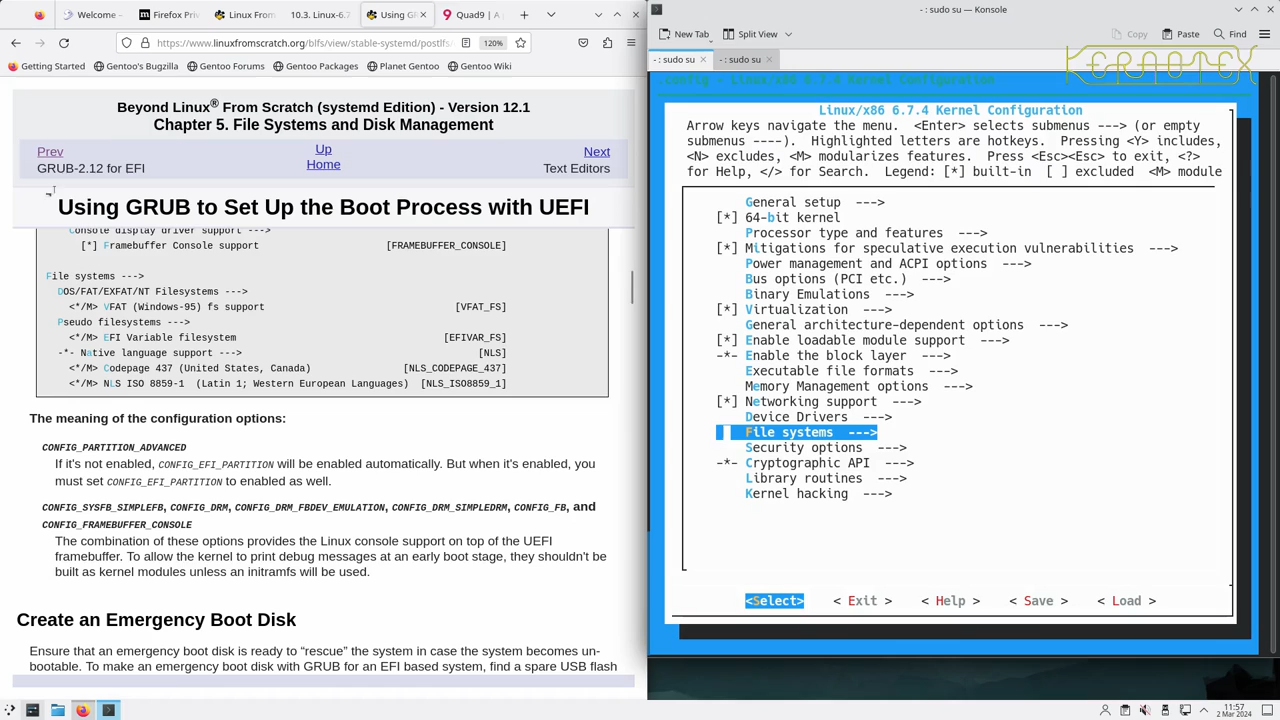 Welcome -
Firefox Pri
Linux From
10.3. Linux-6.7
Using GR
Quad9 | A
https://www.linuxfromscratch.org/blfs/view/stable-systemd/postlfs
120%
Getting Started
Gentoo's Bugzilla
Gentoo Forums
Gentoo Packages
Planet Gentoo
Gentoo Wiki
Beyond Linux® From Scratch (systemd Edition) - Version 12.1
Chapter 5. File Systems and Disk Management
Prev
Up
Next
GRUB-2.12 for EFI
Home
Text Editors
Using GRUB to Set Up the Boot Process with UEFI
Console display driver support --->
[*] Framebuffer Console support [FRAMEBUFFER_CONSOLE]
File systems --->
DOS/FAT/EXFAT/NT Filesystems --->
<*/M> VFAT (Windows-95) fs support [VFAT_FS]
Pseudo filesystems --->
<*/M> EFI Variable filesystem [EFIVAR_FS]
-*- Native language support ---> [NLS]
<*/M> Codepage 437 (United States, Canada) [NLS_CODEPAGE_437]
<*/M> NLS ISO 8859-1 (Latin 1; Western European Languages) [NLS_ISO8859_1]
The meaning of the configuration options:
CONFIG_PARTITION_ADVANCED
If it's not enabled, CONFIG_EFI_PARTITION will be enabled automatically. But when it's enabled, you
must set CONFIG_EFI_PARTITION to enabled as well.
CONFIG_SYSFB_SIMPLEFB, CONFIG_DRM, CONFIG_DRM_FBDEV_EMULATION, CONFIG_DRM_SIMPLEDRM, CONFIG_FB, and
CONFIG_FRAMEBUFFER_CONSOLE
The combination of these options provides the Linux console support on top of the UEFI
framebuffer. To allow the kernel to print debug messages at an early boot stage, they shouldn't be
built as kernel modules unless an initramfs will be used.
Create an Emergency Boot Disk
Ensure that an emergency boot disk is ready to “rescue” the system in case the system becomes un-
bootable. To make an emergency boot disk with GRUB for an EFI based system, find a spare USB flash
- : sudo su — Konsole
New Tab
Split View
Copy
Paste
Find
- : sudo su
- : sudo su
KERNOTEX
.config - Linux/x86 6.7.4 Kernel Configuration
Linux/x86 6.7.4 Kernel Configuration
Arrow keys navigate the menu. <Enter> selects submenus ---> (or empty
submenus ----). Highlighted letters are hotkeys. Pressing <Y> includes,
<N> excludes, <M> modularizes features. Press <Esc><Esc> to exit, <?>
for Help, </> for Search. Legend: [*] built-in [ ] excluded <M> module
General setup --->
[*] 64-bit kernel
Processor type and features --->
[*] Mitigations for speculative execution vulnerabilities --->
Power management and ACPI options --->
Bus options (PCI etc.) --->
Binary Emulations --->
[*] Virtualization --->
General architecture-dependent options --->
[*] Enable loadable module support --->
-*- Enable the block layer --->
Executable file formats --->
Memory Management options --->
[*] Networking support --->
Device Drivers --->
File systems --->
Security options --->
-*- Cryptographic API --->
Library routines --->
Kernel hacking --->
<Select> < Exit > < Help > < Save > < Load >
11:57
2 Mar 2024